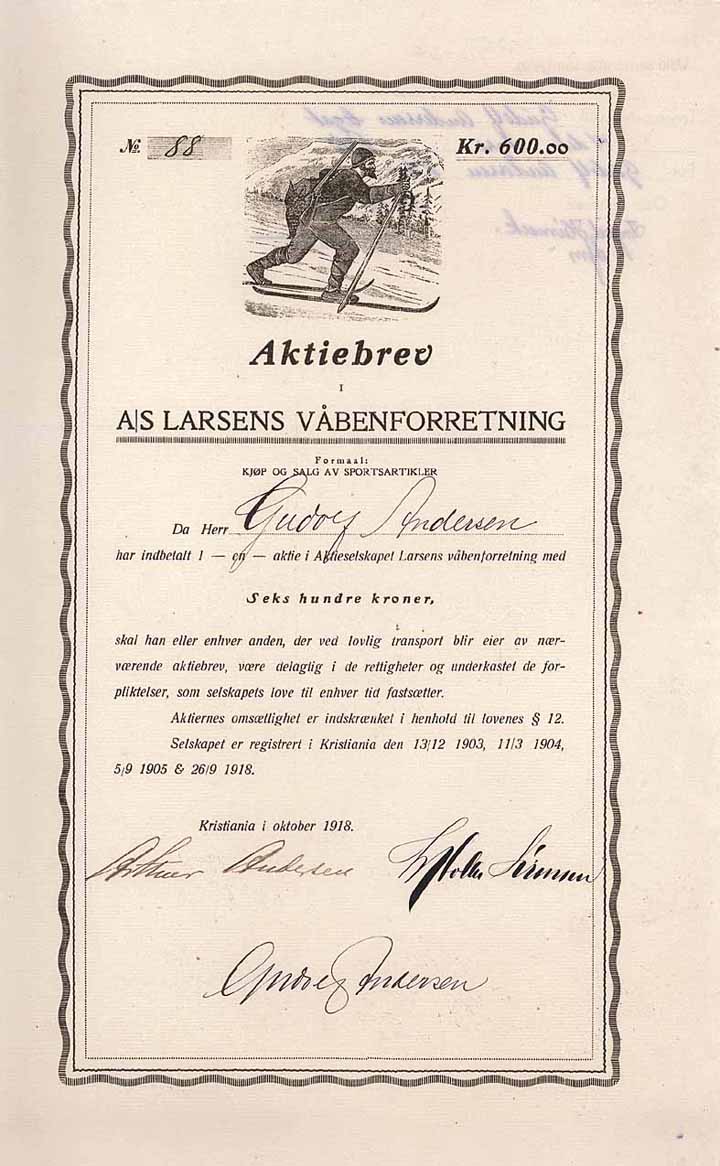 № 88
Kr. 600.00
Aktiebrev
I
A/S LARSENS VÅBENFORRETNING
Formaal:
KJØP OG SALG AV SPORTSARTIKLER
Da Herr Gudolf Andersen
har indbetalt 1 — en — aktie i Aktieselskapet Larsens våbenforretning med
Seks hundre kroner,
skal han eller enhver anden, der ved lovlig transport blir eier av nær-
værende aktiebrev, være delagtig i de rettigheter og underkastet de for-
pliktelser, som selskapets love til enhver tid fastsætter.
Aktiernes omsættelighet er indskrænket i henhold til lovenes § 12.
Selskapet er registrert i Kristiania den 13/12 1903, 11/3 1904,
5/9 1905 & 26/9 1918.
Kristiania i oktober 1918.
Arthur Andersen
Gudolf Andersen